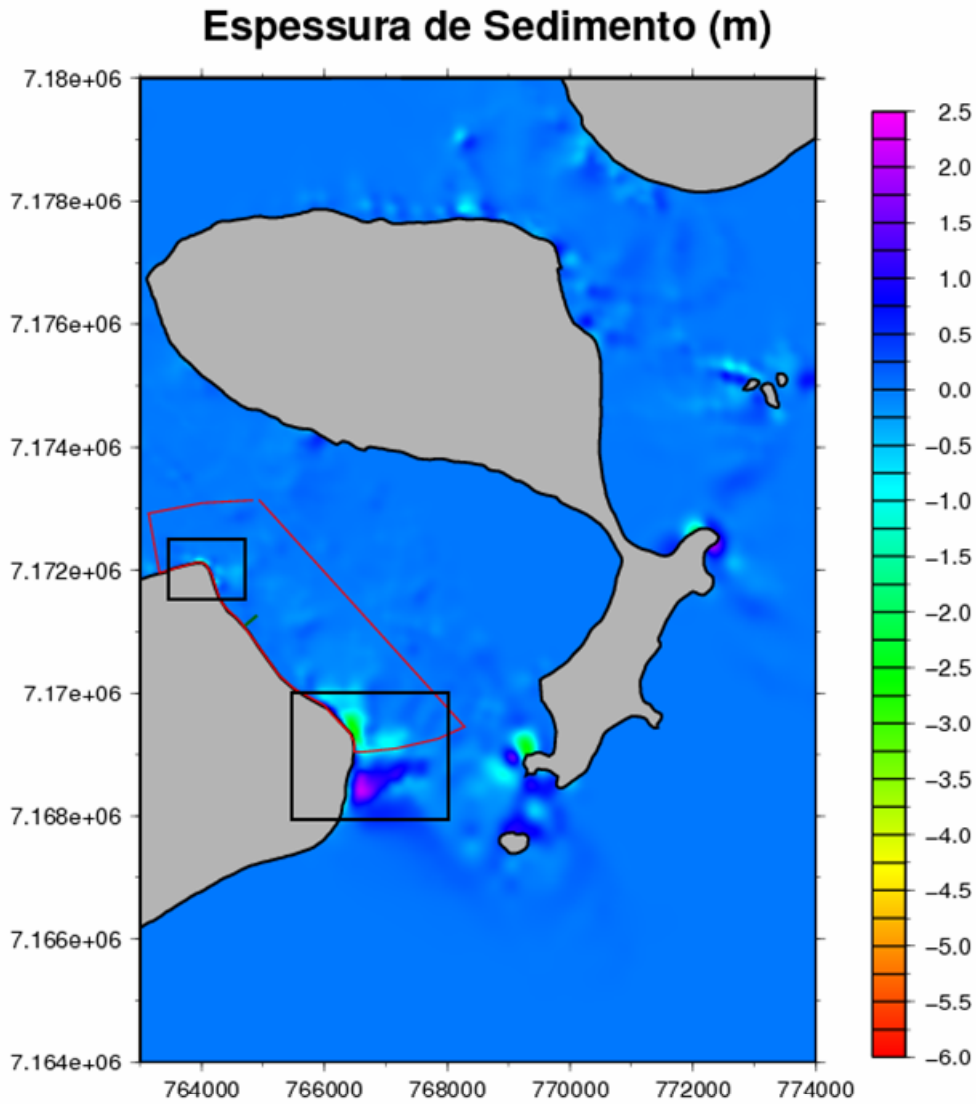 Espessura de Sedimento (m)
7.18e+06
7.178e+06
7.176e+06
7.174e+06
7.172e+06
7.17e+06
7.168e+06
7.166e+06
7.164e+06
764000 766000 768000 770000 772000 774000
2.5
2.0
1.5
1.0
0.5
0.0
−0.5
−1.0
−1.5
−2.0
−2.5
−3.0
−3.5
−4.0
−4.5
−5.0
−5.5
−6.0